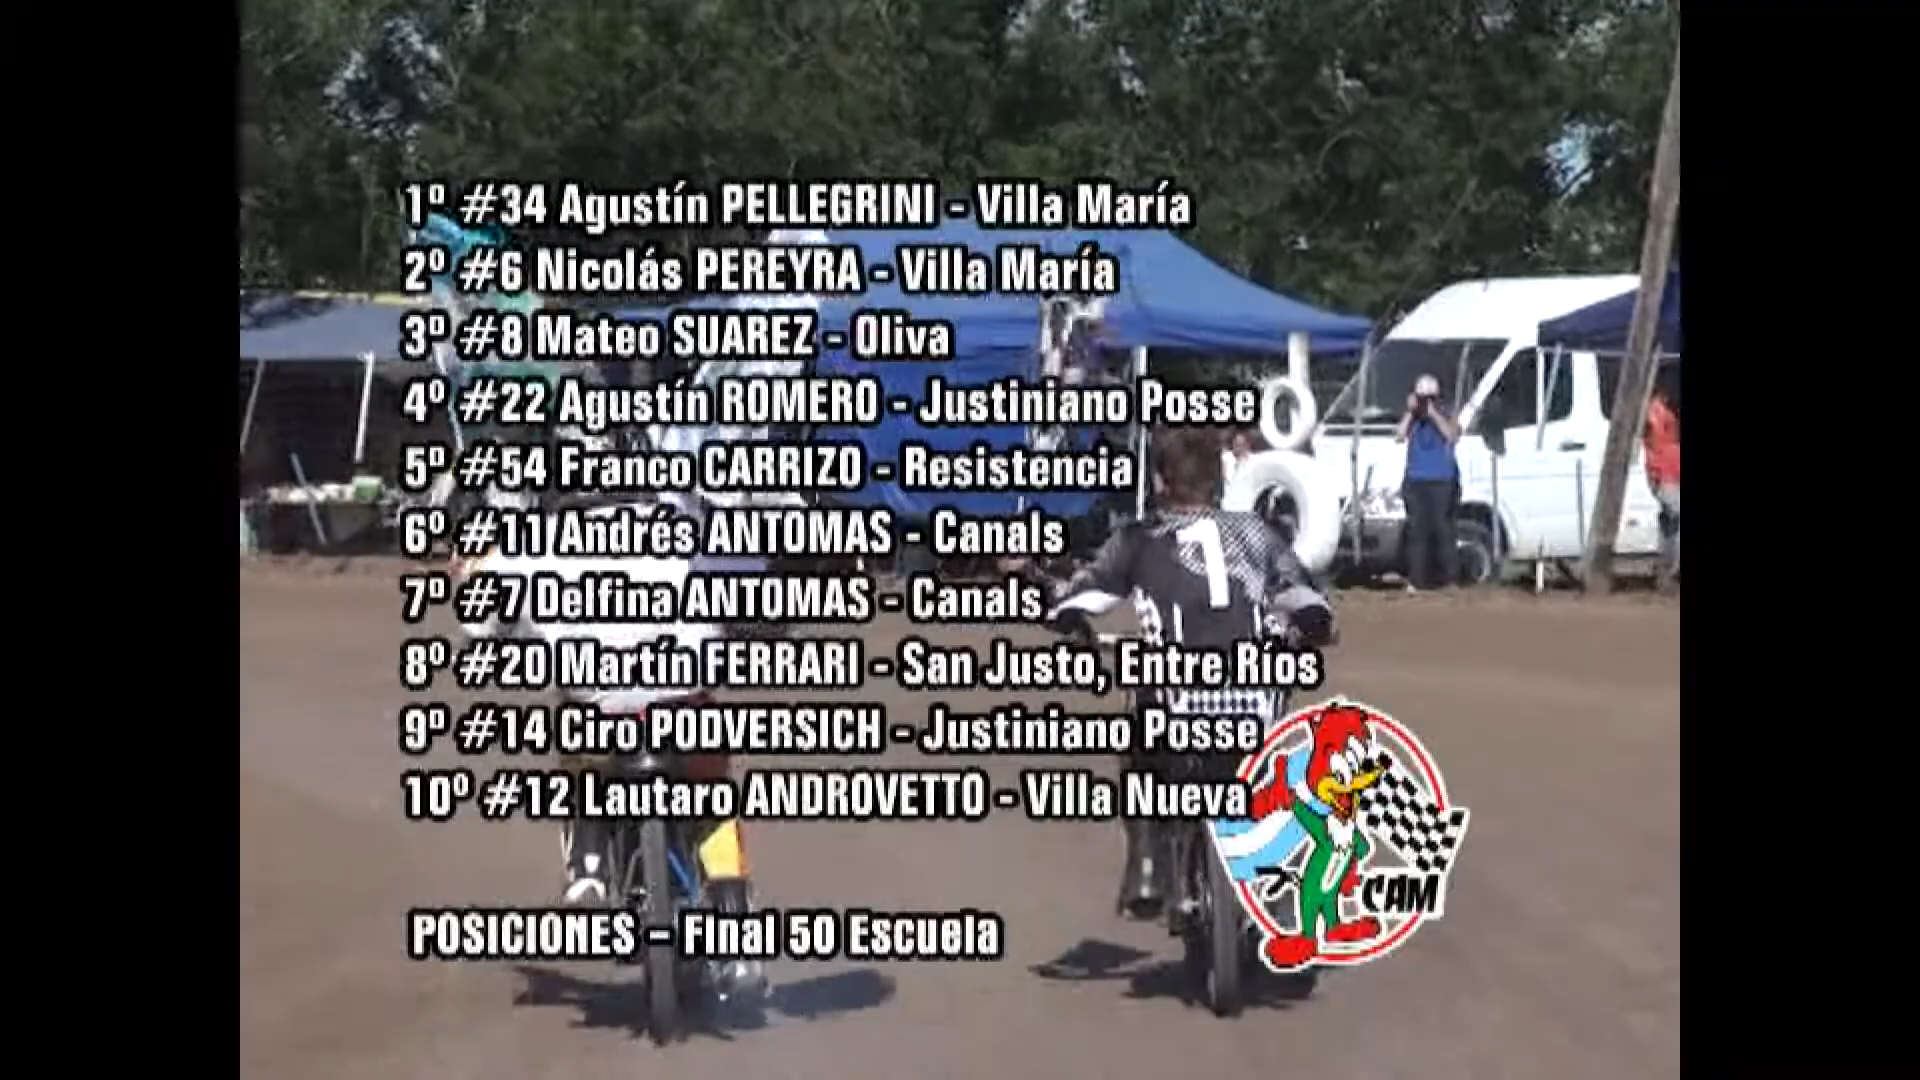 1º #34 Agustín PELLEGRINI - Villa María
2º #6 Nicolás PEREYRA - Villa María
3º #8 Mateo SUAREZ - Oliva
4º #22 Agustín ROMERO - Justiniano Posse
5º #54 Franco CARRIZO - Resistencia
6º #11 Andrés ANTOMAS - Canals
7º #7 Delfina ANTOMAS - Canals
8º #20 Martín FERRARI - San Justo, Entre Ríos
9º #14 Ciro PODVERSICH - Justiniano Posse
10º #12 Lautaro ANDROVETTO - Villa Nueva
1
CAM
POSICIONES - Final 50 Escuela